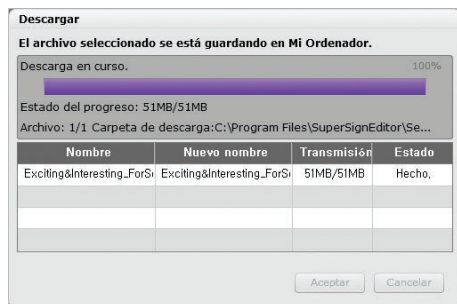 Descargar
El archivo seleccionado se está guardando en Mi Ordenador.
Descarga en curso. 100%
Estado del progreso: 51MB/51MB
Archivo: 1/1 Carpeta de descarga:C:\Program Files\SuperSignEditor\Se...
Nombre Nuevo nombre Transmisión Estado
Exciting&Interesting_ForSe Exciting&Interesting_ForSe 51MB/51MB Hecho,
Aceptar Cancelar